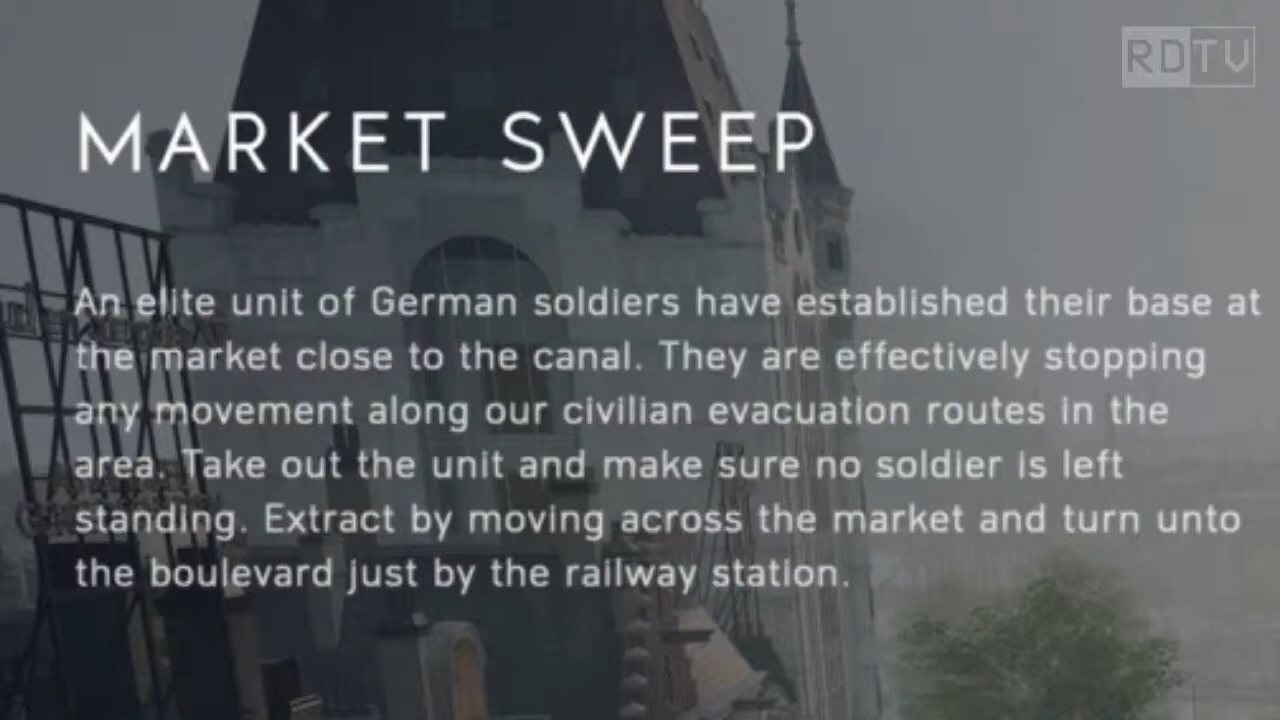 RDTV
MARKET SWEEP
An elite unit of German soldiers have established their base at
the market close to the canal. They are effectively stopping
any movement along our civilian evacuation routes in the
area. Take out the unit and make sure no soldier is left
standing. Extract by moving across the market and turn unto
the boulevard just by the railway station.